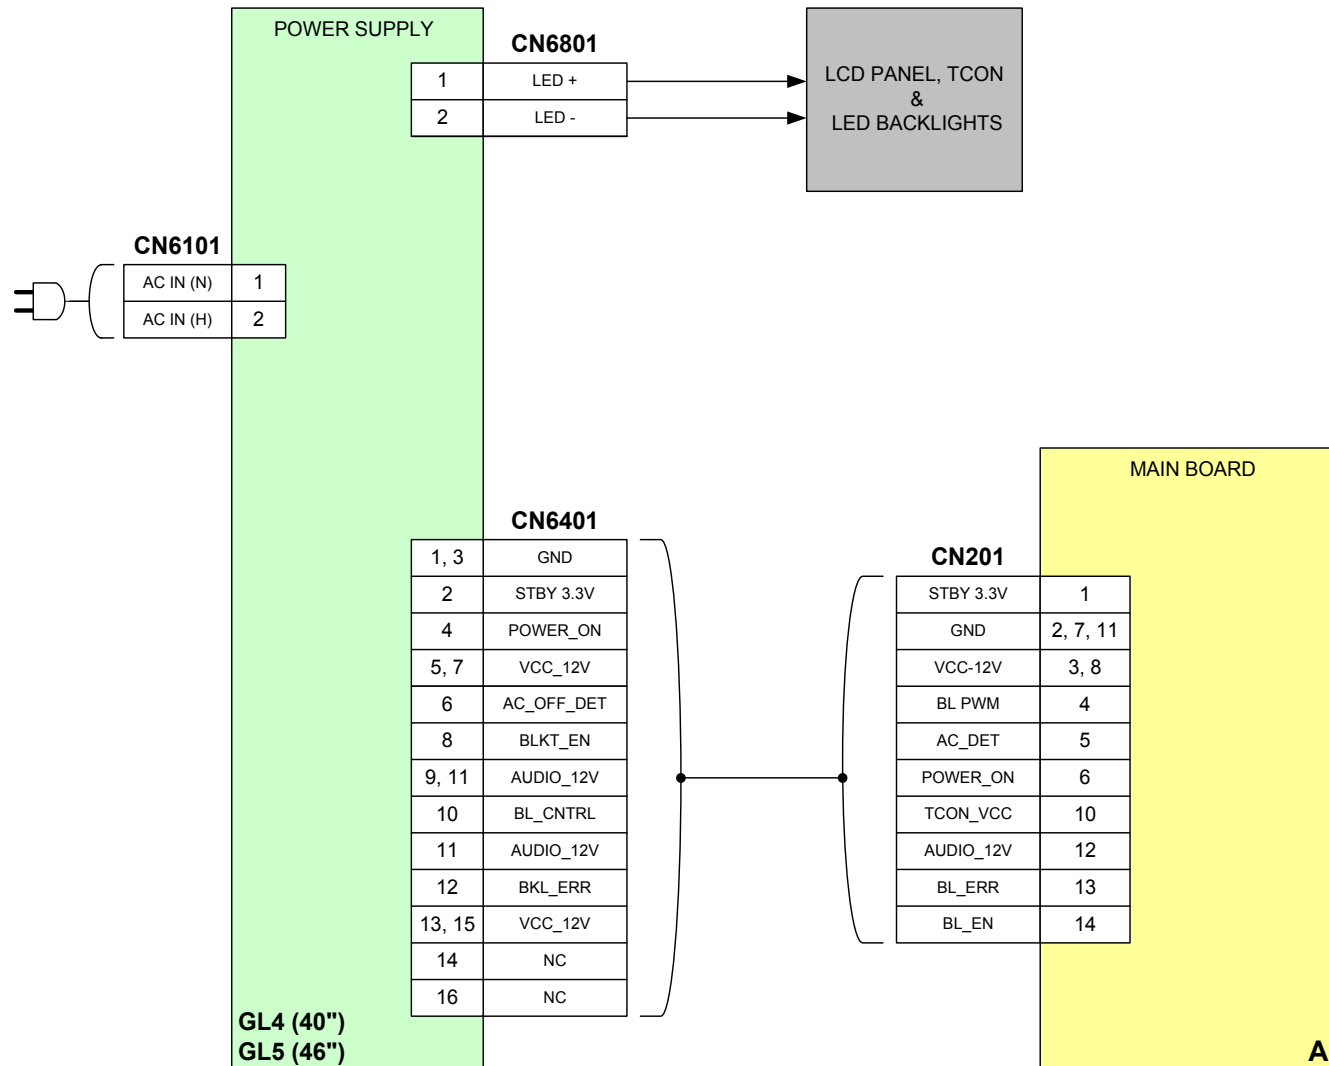 POWER SUPPLY
CN6801
1 LED +
2 LED -
LCD PANEL, TCON
&
LED BACKLIGHTS
CN6101
AC IN (N) 1
AC IN (H) 2
MAIN BOARD
CN6401
1, 3 GND
2 STBY 3.3V
4 POWER_ON
5, 7 VCC_12V
6 AC_OFF_DET
8 BLKT_EN
9, 11 AUDIO_12V
10 BL_CNTRL
11 AUDIO_12V
12 BKL_ERR
13, 15 VCC_12V
14 NC
16 NC
CN201
STBY 3.3V 1
GND 2, 7, 11
VCC-12V 3, 8
BL PWM 4
AC_DET 5
POWER_ON 6
TCON_VCC 10
AUDIO_12V 12
BL_ERR 13
BL_EN 14
GL4 (40")
GL5 (46")
A